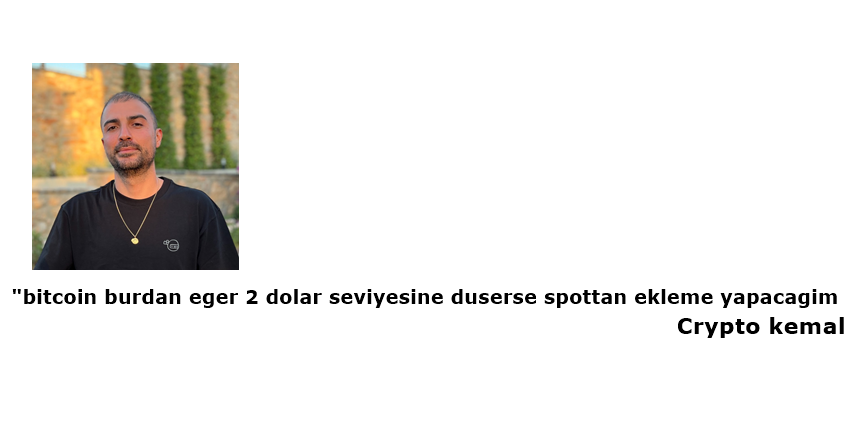 "bitcoin burdan eger 2 dolar seviyesine duserse spottan ekleme yapacagim
Crypto kemal